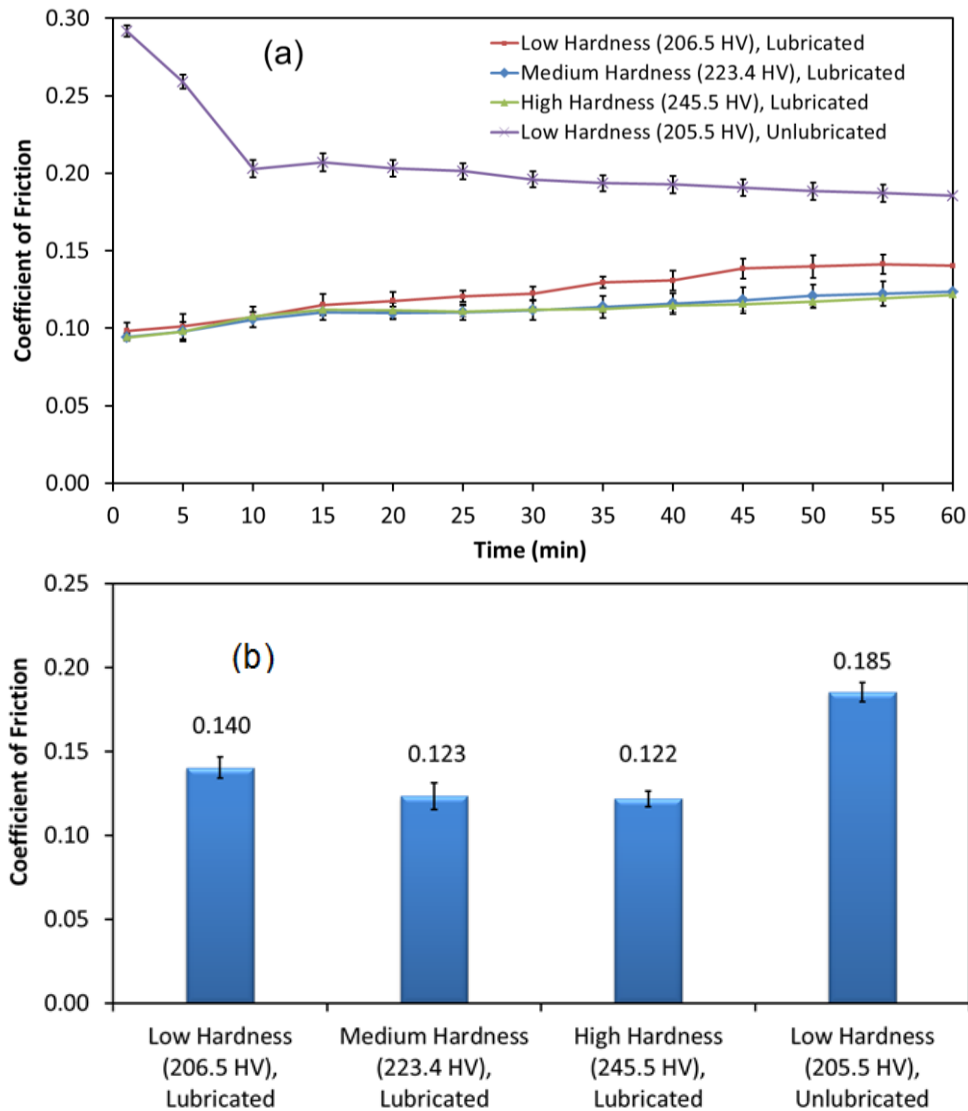 (a)
Low Hardness (206.5 HV), Lubricated
Medium Hardness (223.4 HV), Lubricated
High Hardness (245.5 HV), Lubricated
Low Hardness (205.5 HV), Unlubricated
Coefficient of Friction
0.30
0.25
0.20
0.15
0.10
0.05
0.00
0 5 10 15 20 25 30 35 40 45 50 55 60
Time (min)
(b)
Coefficient of Friction
0.25
0.20
0.15
0.10
0.05
0.00
0.140 0.123 0.122 0.185
Low Hardness
(206.5 HV),
Lubricated
Medium Hardness
(223.4 HV),
Lubricated
High Hardness
(245.5 HV),
Lubricated
Low Hardness
(205.5 HV),
Unlubricated